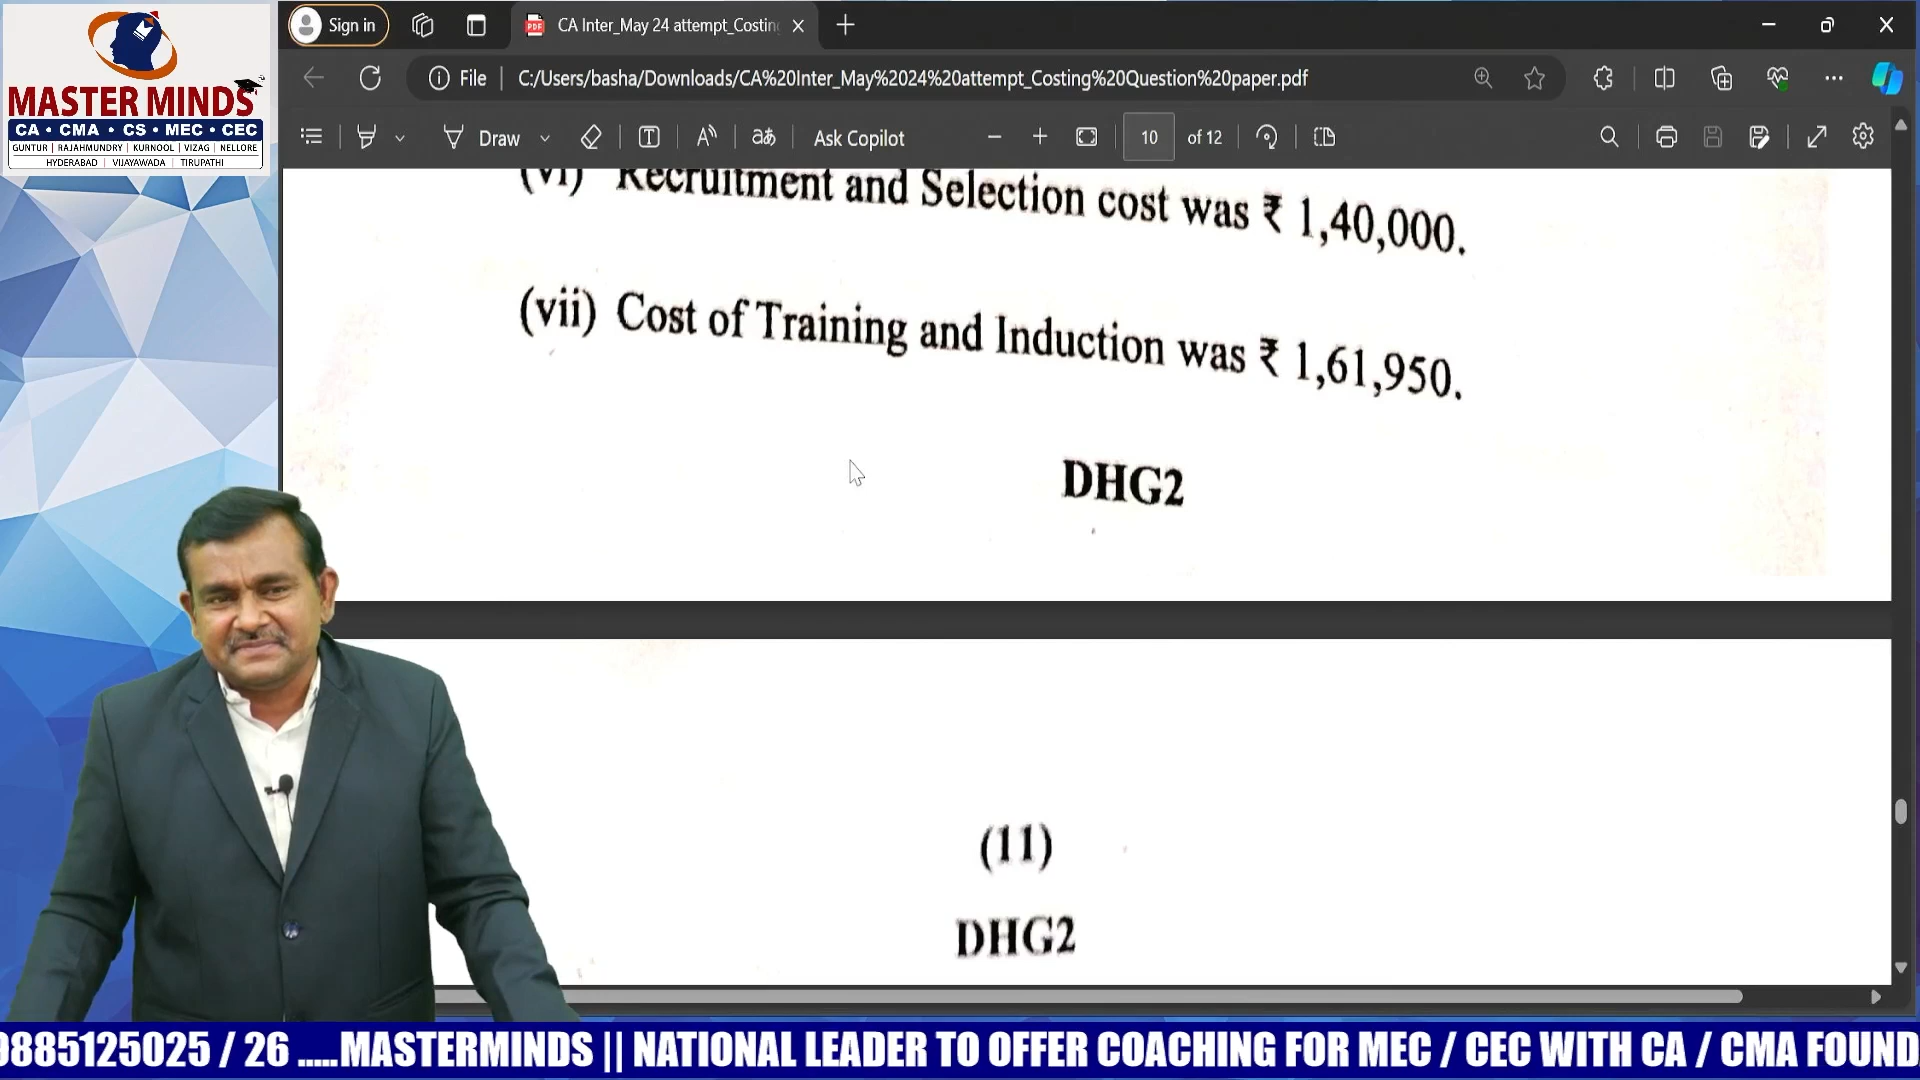 MASTER MINDS
CA • CMA • CS • MEC • CEC
GUNTUR | RAJAHMUNDRY | KURNOOL | VIZAG | NELLORE
HYDERABAD | VIJAYAWADA | TIRUPATHI
Sign in
CA Inter_May 24 attempt_Costin
File
C:/Users/basha/Downloads/CA%20Inter_May%2024%20attempt_Costing%20Question%20paper.pdf
Draw
Ask Copilot
10 of 12
(vi) Recruitment and Selection cost was ₹ 1,40,000.
(vii) Cost of Training and Induction was ₹ 1,61,950.
DHG2
(11)
DHG2
9885125025 / 26 .....MASTERMINDS || NATIONAL LEADER TO OFFER COACHING FOR MEC / CEC WITH CA / CMA FOUND